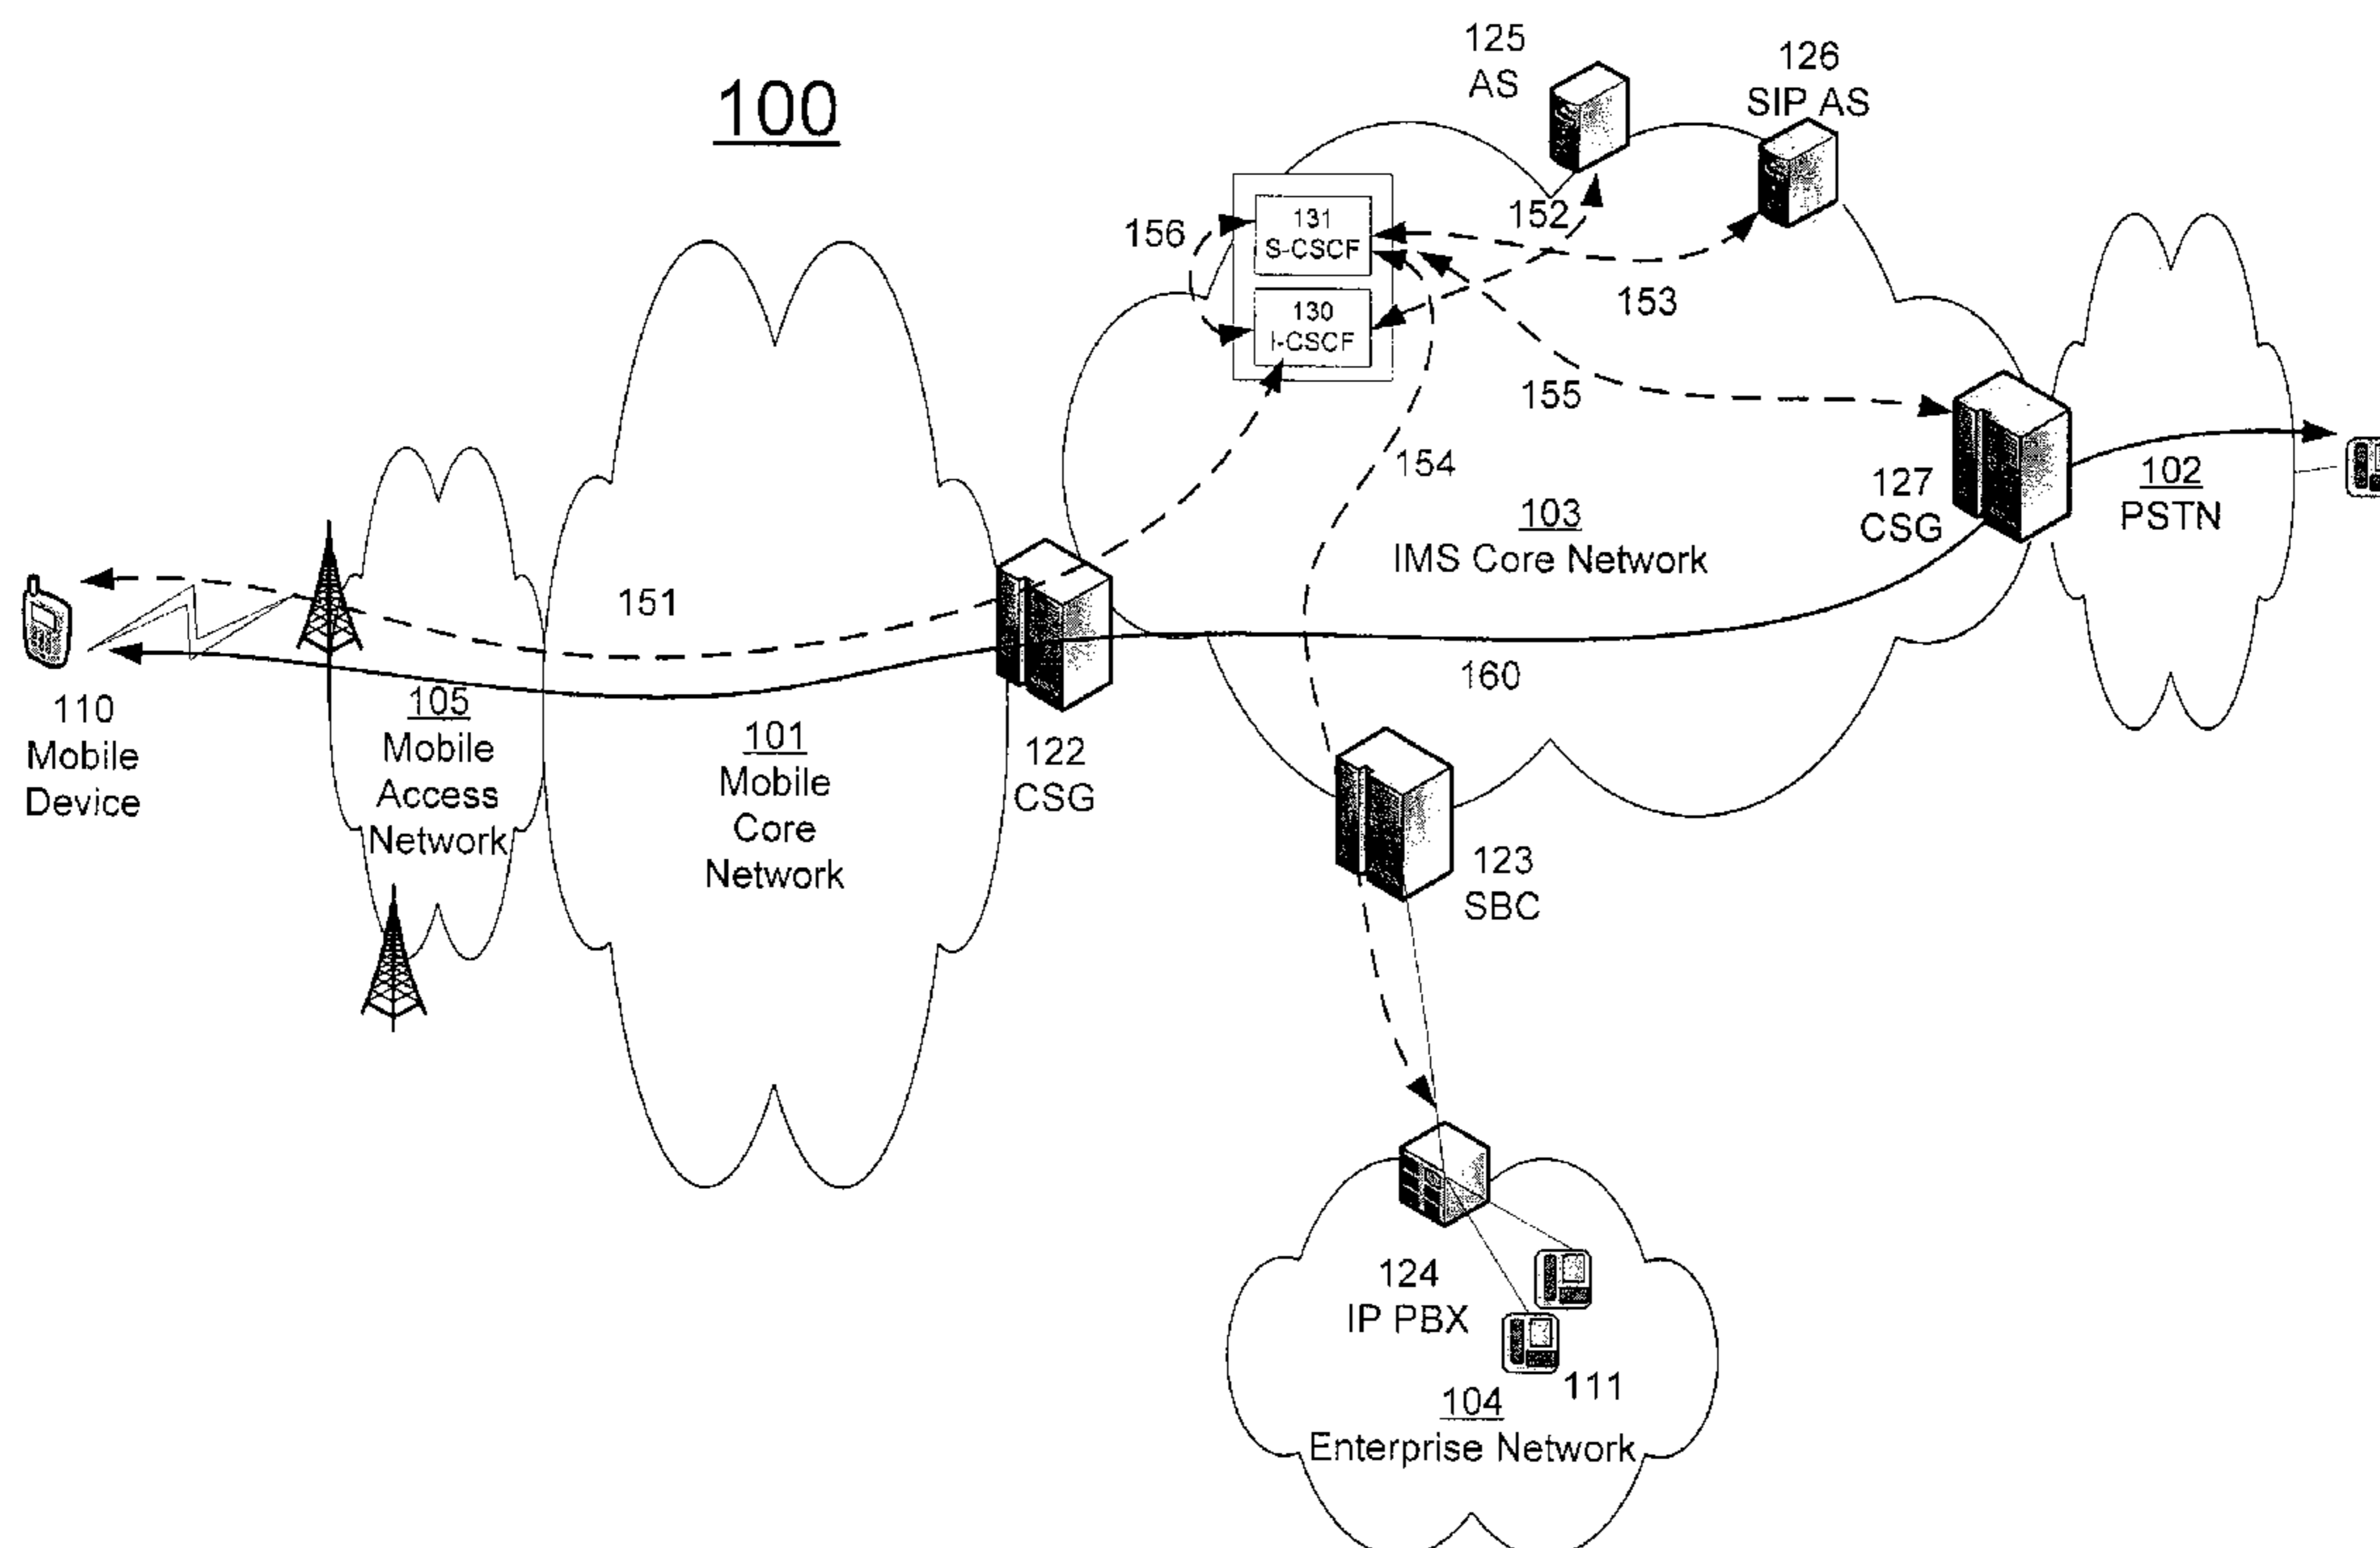 100
125
AS
126
SIP AS
131
S-CSCF
130
I-CSCF
156
152
153
155
154
151
160
110
Mobile
Device
105
Mobile
Access
Network
101
Mobile
Core
Network
122
CSG
103
IMS Core Network
127
CSG
102
PSTN
123
SBC
124
IP PBX
111
104
Enterprise Network